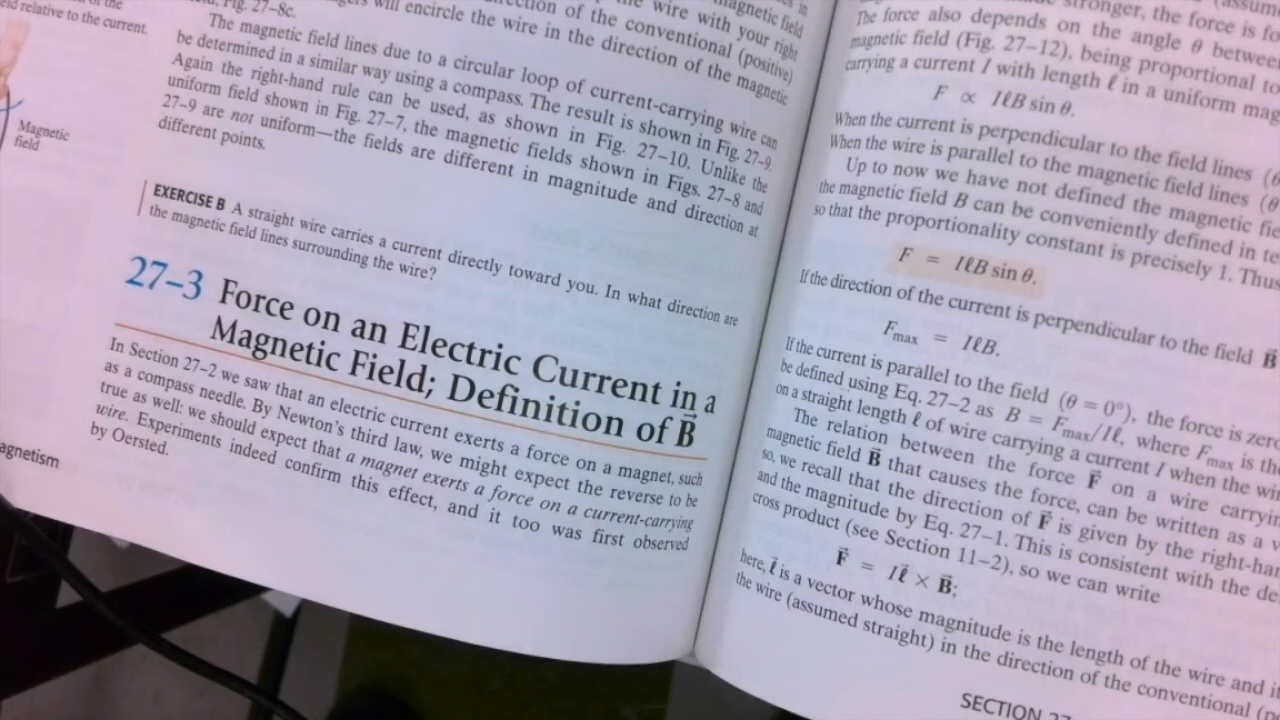 of the
eld relative to the current.
Magnetic
field
agnetism
Fig. 27–8c.
will encircle the wire in the direction of the magnetic
of the conventional (positive)
wire with your right
magnetic field
The magnetic field lines due to a circular loop of current-carrying wire can
be determined in a similar way using a compass. The result is shown in Fig. 27–9.
Again the right-hand rule can be used, as shown in Fig. 27–10. Unlike the
uniform field shown in Fig. 27–7, the magnetic fields shown in Figs. 27–8 and
27–9 are not uniform—the fields are different in magnitude and direction at
different points.
EXERCISE B A straight wire carries a current directly toward you. In what direction are
the magnetic field lines surrounding the wire?
27–3 Force on an Electric Current in a
Magnetic Field; Definition of B⃗
In Section 27–2 we saw that an electric current exerts a force on a magnet, such
as a compass needle. By Newton's third law, we might expect the reverse to be
true as well: we should expect that a magnet exerts a force on a current-carrying
wire. Experiments indeed confirm this effect, and it too was first observed
by Oersted.
stronger, the force is fo
The force also depends on the angle θ between
magnetic field (Fig. 27–12), being proportional to
carrying a current I with length ℓ in a uniform mag
F ∝ IℓB sin θ.
When the current is perpendicular to the field lines (θ
When the wire is parallel to the magnetic field lines (θ
Up to now we have not defined the magnetic fie
the magnetic field B can be conveniently defined in te
so that the proportionality constant is precisely 1. Thus
F = IℓB sin θ.
If the direction of the current is perpendicular to the field B⃗
Fmax = IℓB.
If the current is parallel to the field (θ = 0°), the force is zero
be defined using Eq. 27–2 as B = Fmax/Iℓ, where Fmax is the
on a straight length ℓ of wire carrying a current I when the wi
The relation between the force F⃗ on a wire carryin
magnetic field B⃗ that causes the force, can be written as a v
so, we recall that the direction of F⃗ is given by the right-han
and the magnitude by Eq. 27–1. This is consistent with the de
cross product (see Section 11–2), so we can write
F⃗ = Iℓ⃗ × B⃗;
here, ℓ⃗ is a vector whose magnitude is the length of the wire and i
the wire (assumed straight) in the direction of the conventional (p
SECTION 27